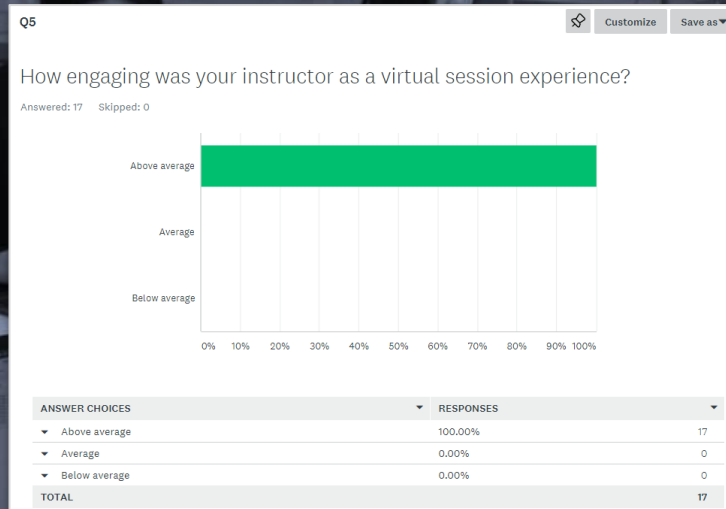 Q5
Customize
Save as
How engaging was your instructor as a virtual session experience?
Answered: 17 Skipped: 0
Above average
Average
Below average
0% 10% 20% 30% 40% 50% 60% 70% 80% 90% 100%
ANSWER CHOICES RESPONSES
Above average 100.00% 17
Average 0.00% 0
Below average 0.00% 0
TOTAL 17